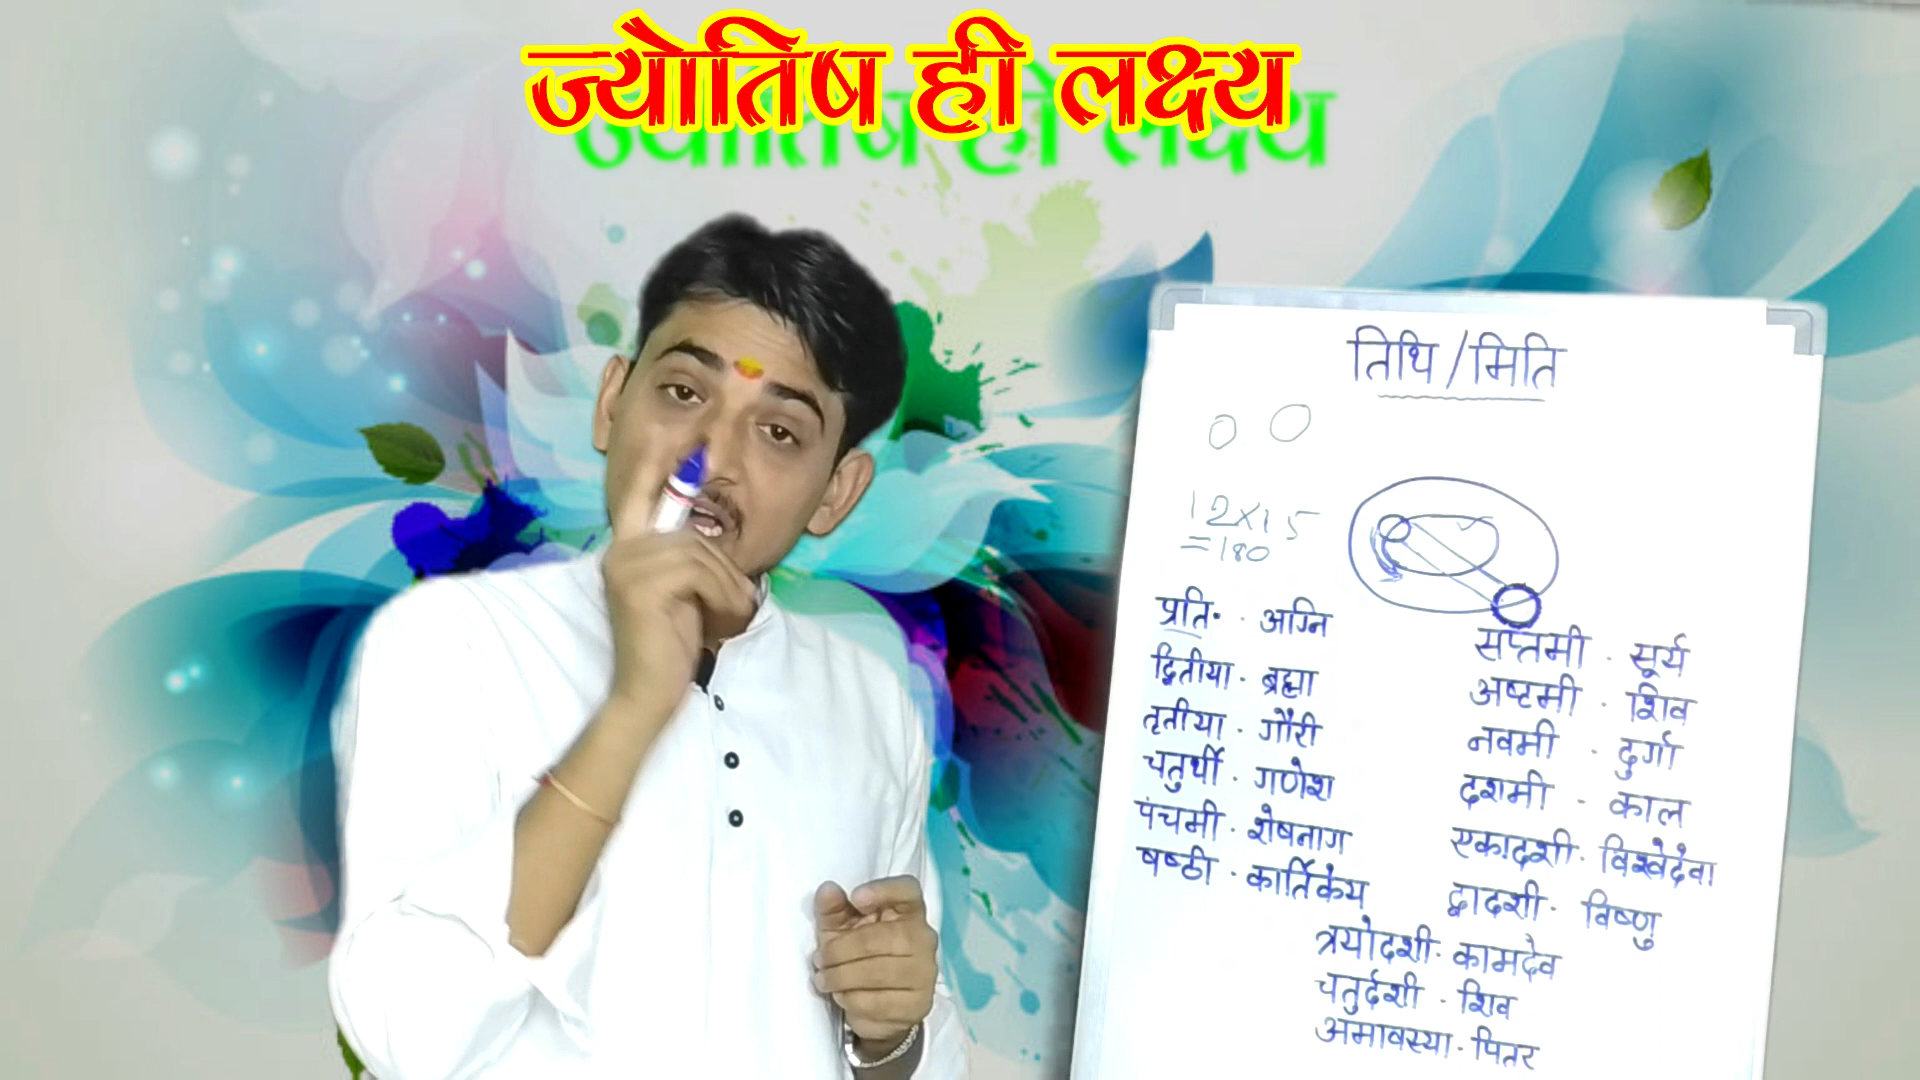 ज्योतिष ही लक्ष्य
तिथि/मिति
12x15
=180
प्रति॰ . अग्नि
द्वितीया . ब्रह्मा
तृतीया . गौरी
चतुर्थी . गणेश
पंचमी . शेषनाग
षष्ठी . कार्तिकेय
सप्तमी . सूर्य
अष्टमी . शिव
नवमी . दुर्गा
दशमी - काल
एकादशी . विश्वेदेवा
द्वादशी . विष्णु
त्रयोदशी . कामदेव
चतुर्दशी . शिव
अमावस्या . पितर